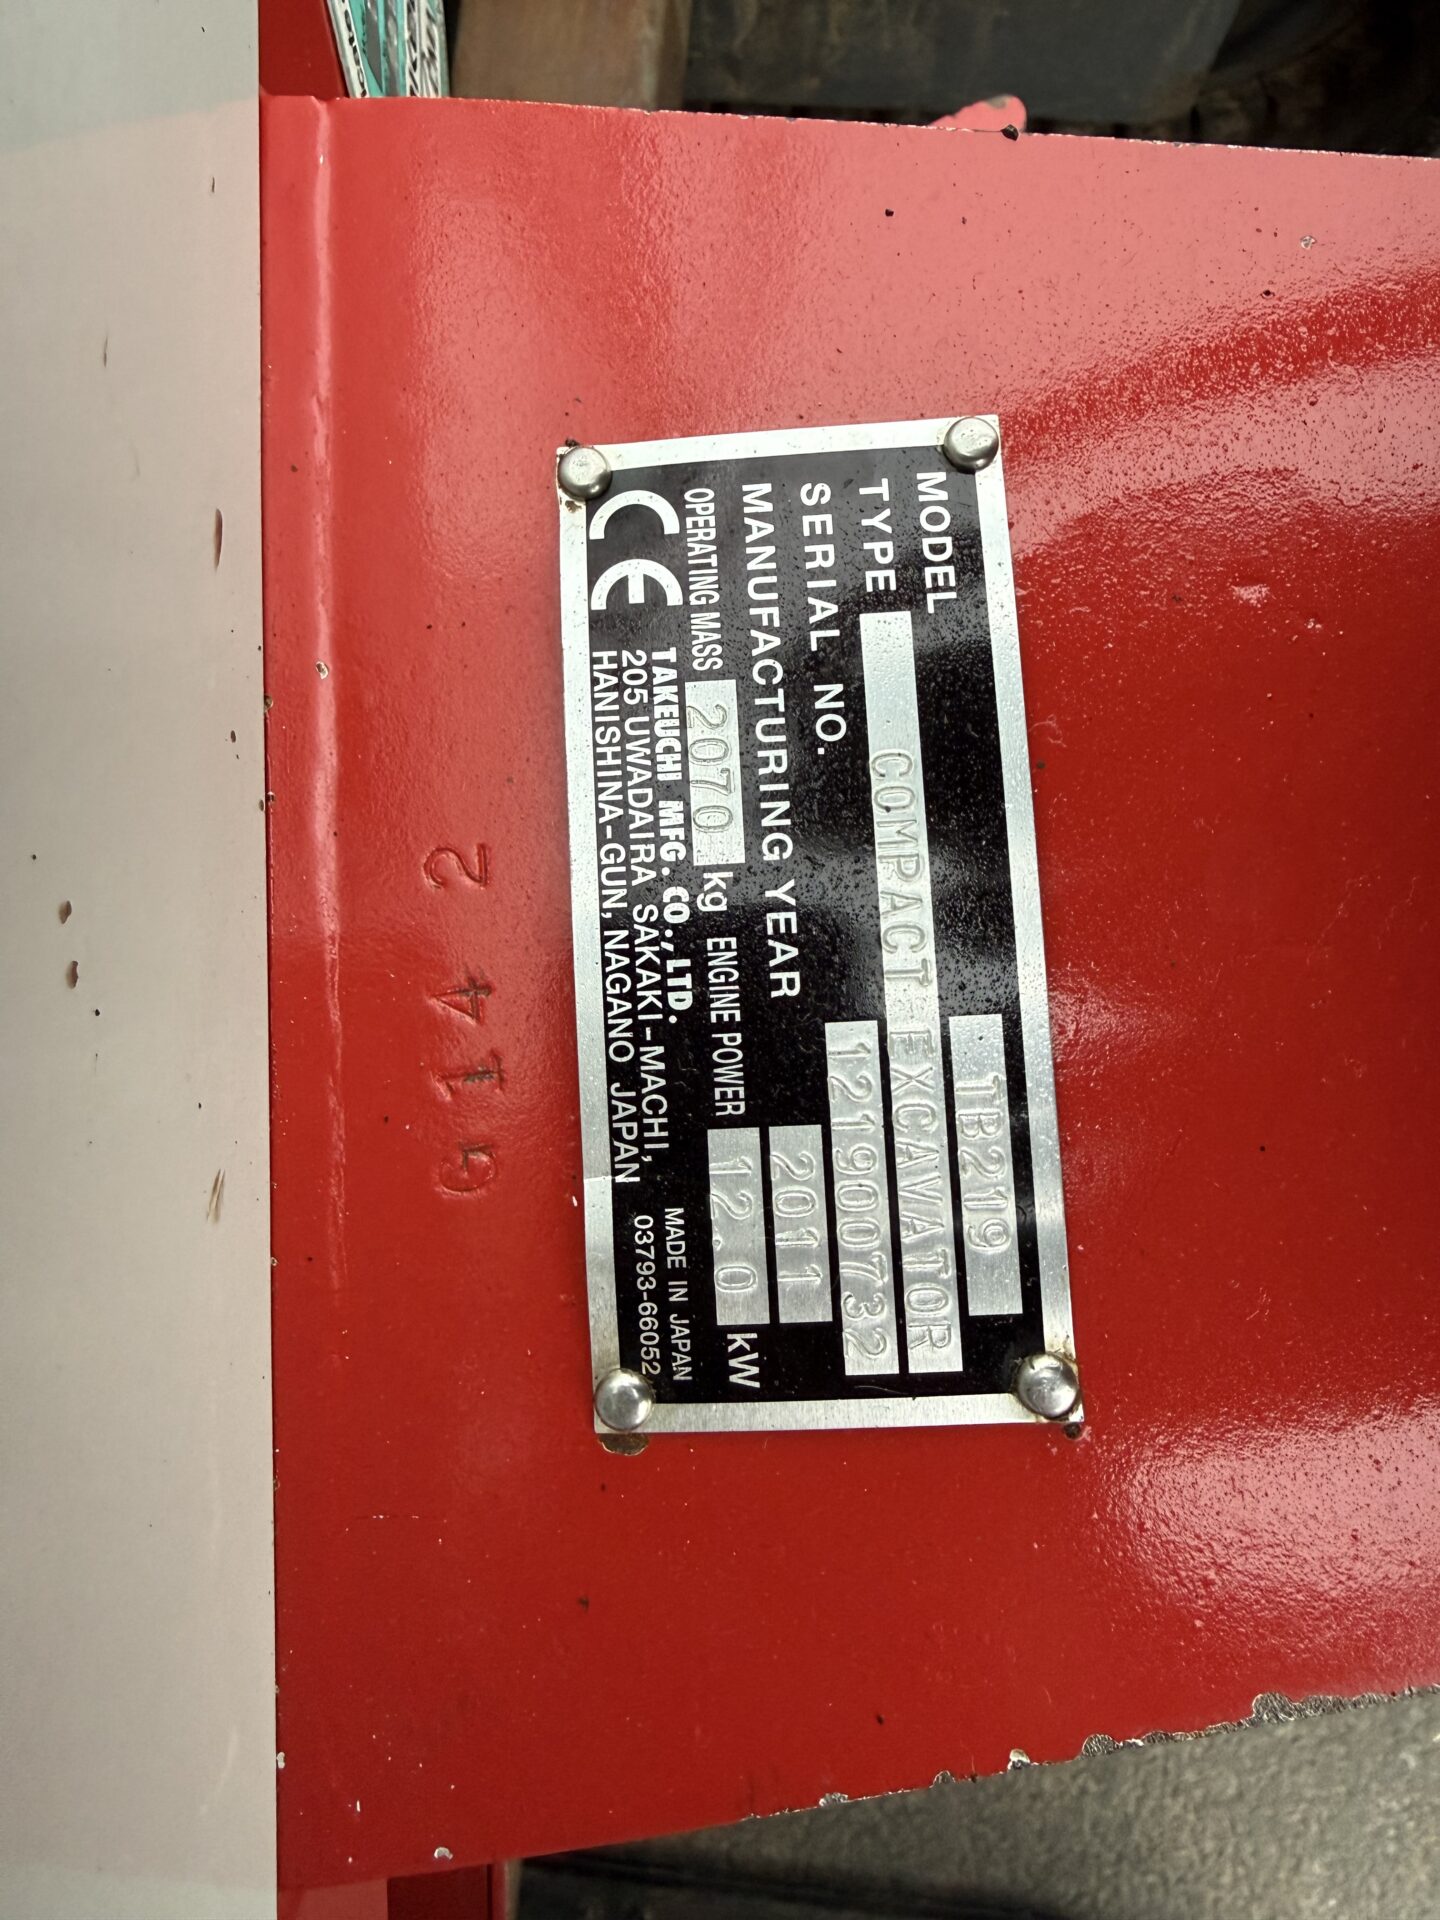 MODEL TB219
TYPE COMPACT EXCAVATOR
SERIAL NO. 121900732
MANUFACTURING YEAR 2011
OPERATING MASS 2070 kg ENGINE POWER 12.0 kW
CE
TAKEUCHI MFG. CO., LTD.
205 UWADAIRA SAKAKI-MACHI,
HANISHINA-GUN, NAGANO JAPAN
MADE IN JAPAN
03793-66052
2415